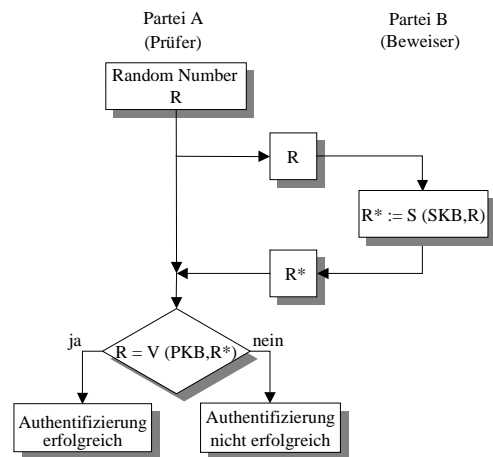 Partei A
(Prüfer)
Partei B
(Beweiser)
Random Number
R
R
R* := S (SKB,R)
R*
ja
R = V (PKB,R*)
nein
Authentifizierung
erfolgreich
Authentifizierung
nicht erfolgreich